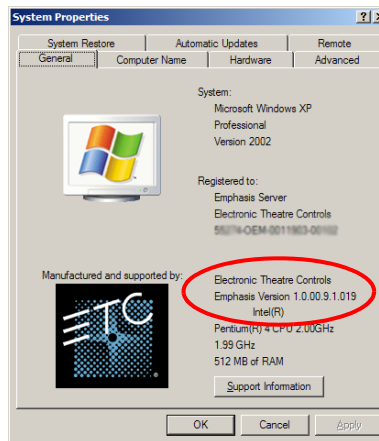 System Properties
System Restore Automatic Updates Remote
General Computer Name Hardware Advanced
System:
Microsoft Windows XP
Professional
Version 2002
Registered to:
Emphasis Server
Electronic Theatre Controls
Manufactured and supported by:
Electronic Theatre Controls
Emphasis Version 1.0.00.9.1.019
Intel(R)
Pentium(R) 4 CPU 2.00GHz
1.99 GHz
512 MB of RAM
ETC
Support Information
OK Cancel Apply